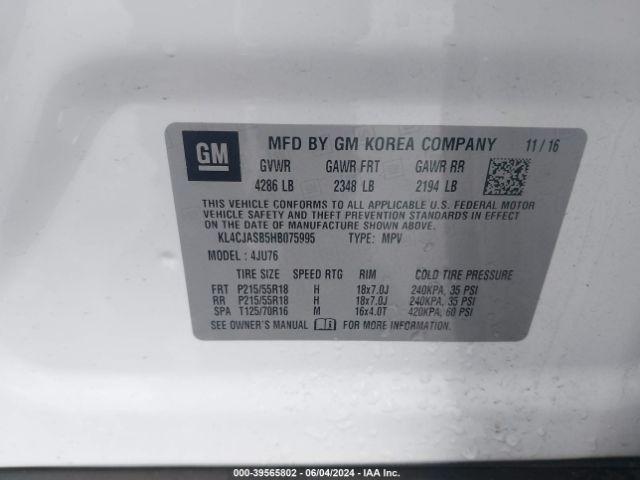 GM
MFD BY GM KOREA COMPANY 11/16
GVWR GAWR FRT GAWR RR
4286 LB 2348 LB 2194 LB
THIS VEHICLE CONFORMS TO ALL APPLICABLE U.S. FEDERAL MOTOR
VEHICLE SAFETY AND THEFT PREVENTION STANDARDS IN EFFECT ON
THE DATE OF MANUFACTURE SHOWN ABOVE.
KL4CJASB5HB075995 TYPE: MPV
MODEL: 4JU76
TIRE SIZE SPEED RTG RIM COLD TIRE PRESSURE
FRT P215/55R18 H 18x7.0J 240KPA, 35 PSI
RR P215/55R18 H 18x7.0J 240KPA, 35 PSI
SPA T125/70R16 M 16x4.0T 420KPA, 60 PSI
SEE OWNER'S MANUAL FOR MORE INFORMATION.
000-39565802 - 06/04/2024 - IAA Inc.